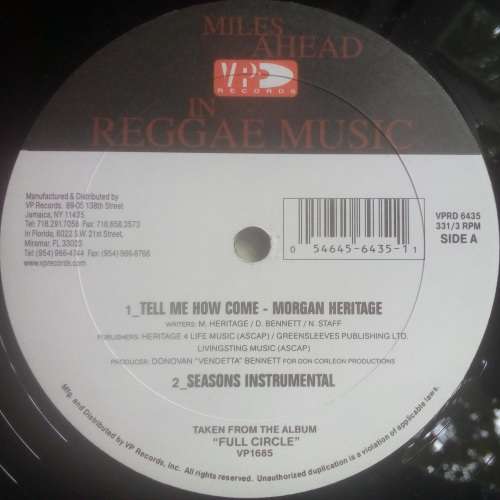 MILES
AHEAD
VP
RECORDS
IN
REGGAE MUSIC
Manufactured & Distributed by
VP Records. 89-05 138th Street
Jamaica, NY 11435
Tel: 718.291.7058 Fax: 718.658.3573
In Florida, 6022 S.W. 21st Street,
Miramar, FL 33023
Tel: (954) 966-4744 Fax: (954) 966-8766
www.vprecords.com
VPRD 6435
331/3 RPM
SIDE A
0 54645-6435-1 1
1_TELL ME HOW COME - MORGAN HERITAGE
WRITERS: M. HERITAGE / D. BENNETT / N. STAFF
PUBLISHERS: HERITAGE 4 LIFE MUSIC (ASCAP) / GREENSLEEVES PUBLISHING LTD.
LIVINGSTING MUSIC (ASCAP)
PRODUCER: DONOVAN "VENDETTA" BENNETT FOR DON CORLEON PRODUCTIONS
2_SEASONS INSTRUMENTAL
TAKEN FROM THE ALBUM
"FULL CIRCLE"
VP1665
Mfg. and Distributed by VP Records, Inc. All rights reserved. Unauthorized duplication is a violation of applicable laws.